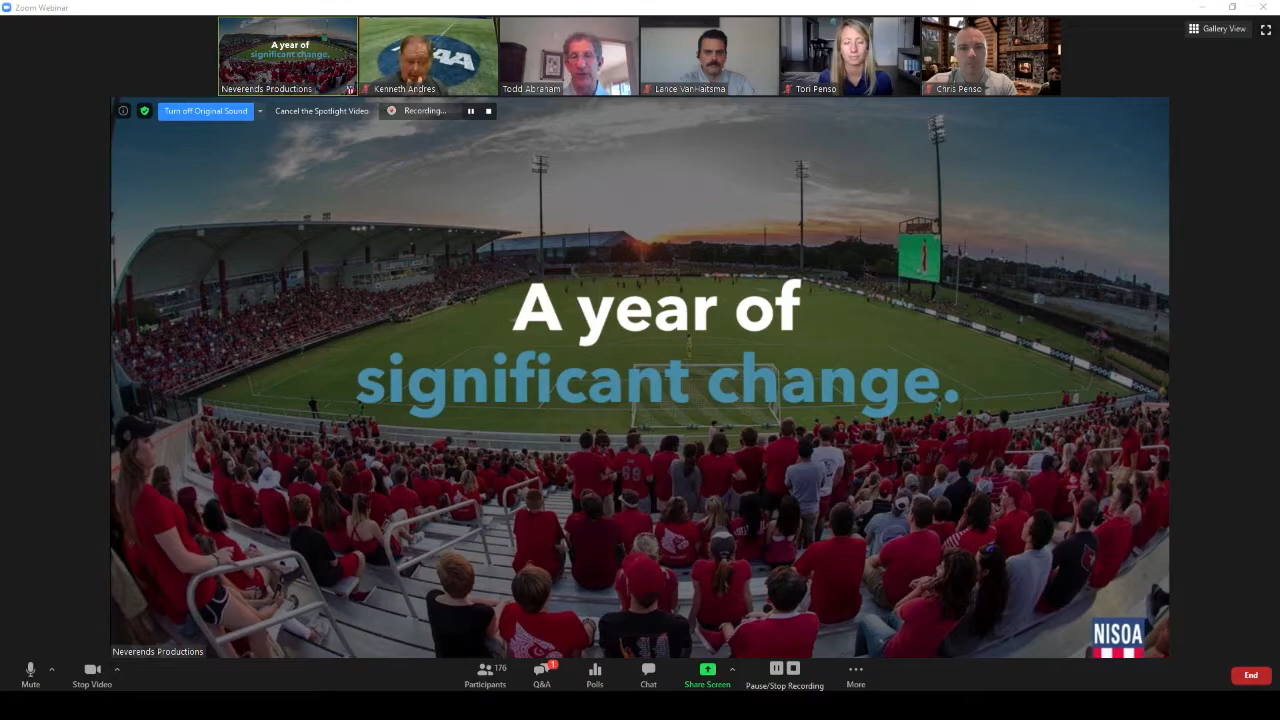 Zoom Webinar
A year of
significant change.
Neverends Productions
Kenneth Andres
Todd Abraham
Lance VanHaitsma
Tori Penso
Chris Penso
Gallery View
Turn off Original Sound
Cancel the Spotlight Video
Recording...
A year of
significant change.
NISOA
Neverends Productions
Mute
Stop Video
Participants
176
Q&A
1
Polls
Chat
Share Screen
Pause/Stop Recording
More
End